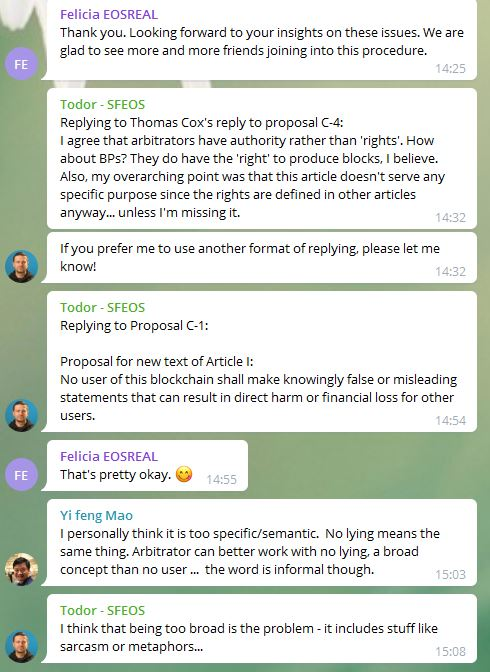 Felicia EOSREAL
Thank you. Looking forward to your insights on these issues. We are
glad to see more and more friends joining into this procedure.
FE
14:25
Todor - SFEOS
Replying to Thomas Cox's reply to proposal C-4:
I agree that arbitrators have authority rather than 'rights'. How
about BPs? They do have the 'right' to produce blocks, I believe.
Also, my overarching point was that this article doesn't serve any
specific purpose since the rights are defined in other articles
anyway... unless I'm missing it.
14:32
If you prefer me to use another format of replying, please let me
know!
14:32
Todor - SFEOS
Replying to Proposal C-1:
Proposal for new text of Article I:
No user of this blockchain shall make knowingly false or misleading
statements that can result in direct harm or financial loss for other
users.
14:54
Felicia EOSREAL
FE
That's pretty okay. 😋
14:55
Yi feng Mao
I personally think it is too specific/semantic.  No lying means the
same thing. Arbitrator can better work with no lying, a broad
concept than no user ...  the word is informal though.
15:03
Todor - SFEOS
I think that being too broad is the problem - it includes stuff like
sarcasm or metaphors...
15:08